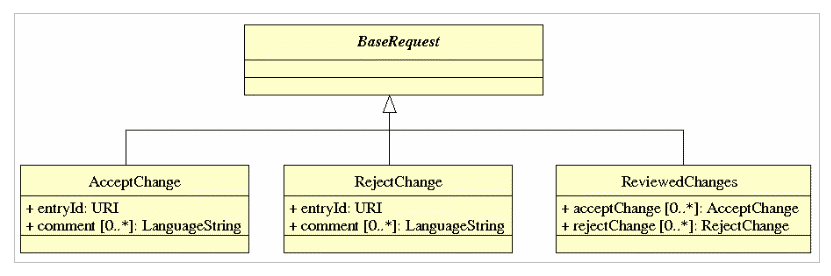 BaseRequest
AcceptChange
+ entryId: URI
+ comment [0..*]: LanguageString
RejectChange
+ entryId: URI
+ comment [0..*]: LanguageString
ReviewedChanges
+ acceptChange [0..*]: AcceptChange
+ rejectChange [0..*]: RejectChange